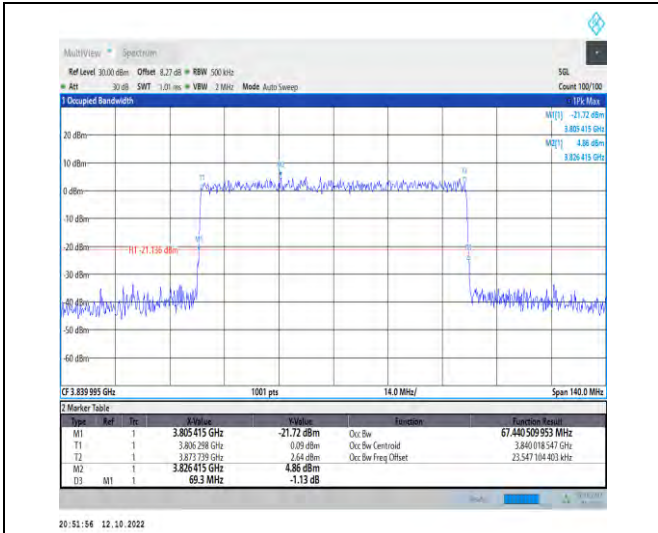 MultiView Spectrum
Ref Level 30.00 dBm Offset 8.27 dB RBW 500 kHz SGL
Att 30 dB SWT 1.01 ms VBW 2 MHz Mode Auto Sweep Count 100/100
1 Occupied Bandwidth 1Pk Max
M1[1] -21.72 dBm
3.805 415 GHz
M2[1] 4.86 dBm
3.826 415 GHz
20 dBm
10 dBm
0 dBm
-10 dBm
-20 dBm
H1 -21.136 dBm
-30 dBm
-40 dBm
-50 dBm
-60 dBm
T1
M2
T2
M1
CF 3.839 995 GHz 1001 pts 14.0 MHz/ Span 140.0 MHz
2 Marker Table
Type Ref Trc X-Value Y-Value Function Function Result
M1 1 3.805 415 GHz -21.72 dBm Occ Bw 67.440 509 953 MHz
T1 1 3.806 298 GHz 0.09 dBm Occ Bw Centroid 3.840 018 547 GHz
T2 1 3.873 739 GHz 2.64 dBm Occ Bw Freq Offset 23.547 104 403 kHz
M2 1 3.826 415 GHz 4.86 dBm
D3 M1 1 69.3 MHz -1.13 dB
20:51:56 12.10.2022